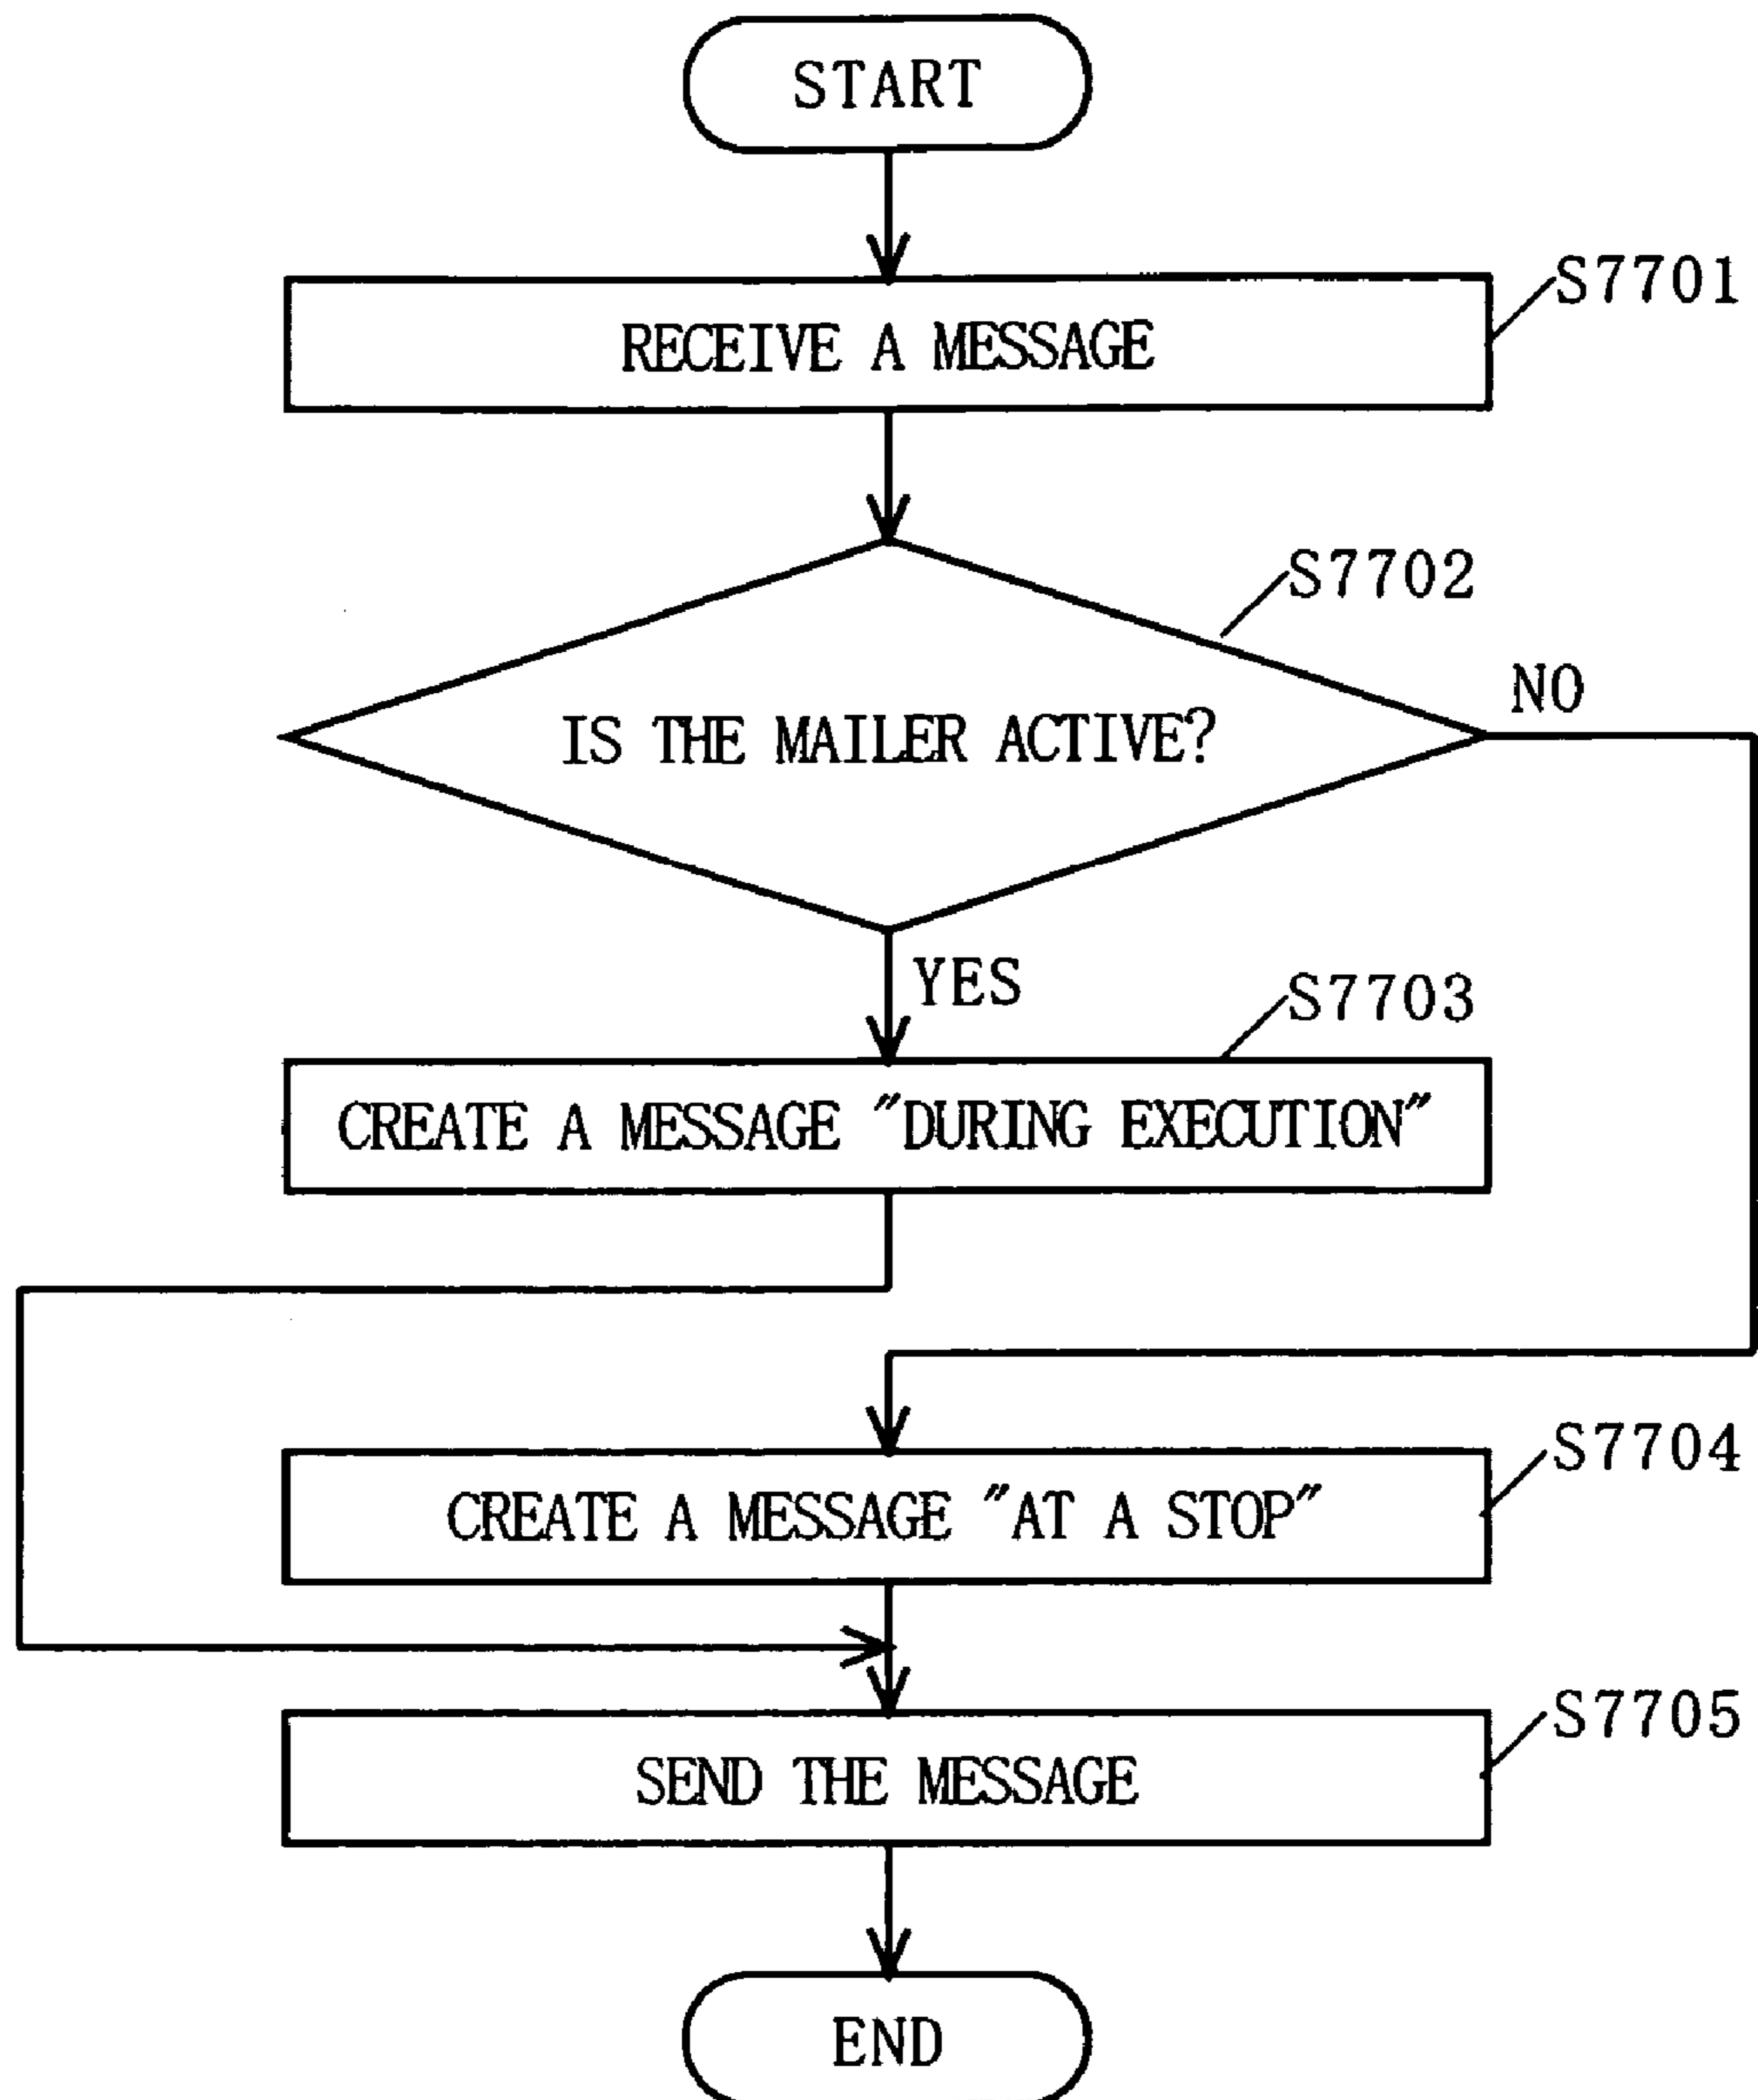 START
S7701
RECEIVE A MESSAGE
S7702
NO
IS THE MAILER ACTIVE?
YES
S7703
CREATE A MESSAGE "DURING EXECUTION"
S7704
CREATE A MESSAGE "AT A STOP"
S7705
SEND THE MESSAGE
END